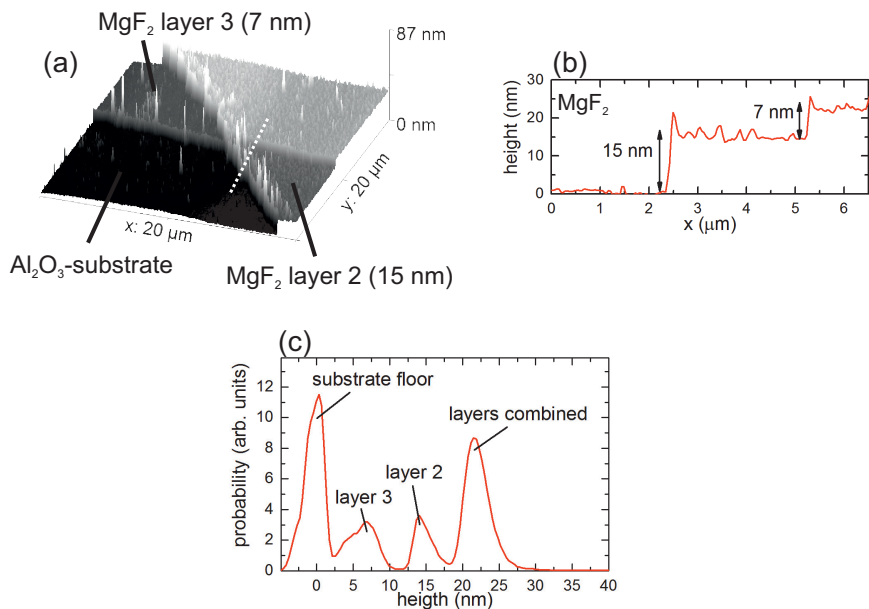 MgF₂ layer 3 (7 nm)
(a)
87 nm
0 nm
y: 20 µm
x: 20 µm
Al₂O₃-substrate
MgF₂ layer 2 (15 nm)
(b)
30
20
10
0
height (nm)
MgF₂
15 nm
7 nm
0 1 2 3 4 5 6
x (µm)
(c)
12
10
8
6
4
2
0
probability (arb. units)
substrate floor
layers combined
layer 3
layer 2
0 5 10 15 20 25 30 35 40
heigth (nm)